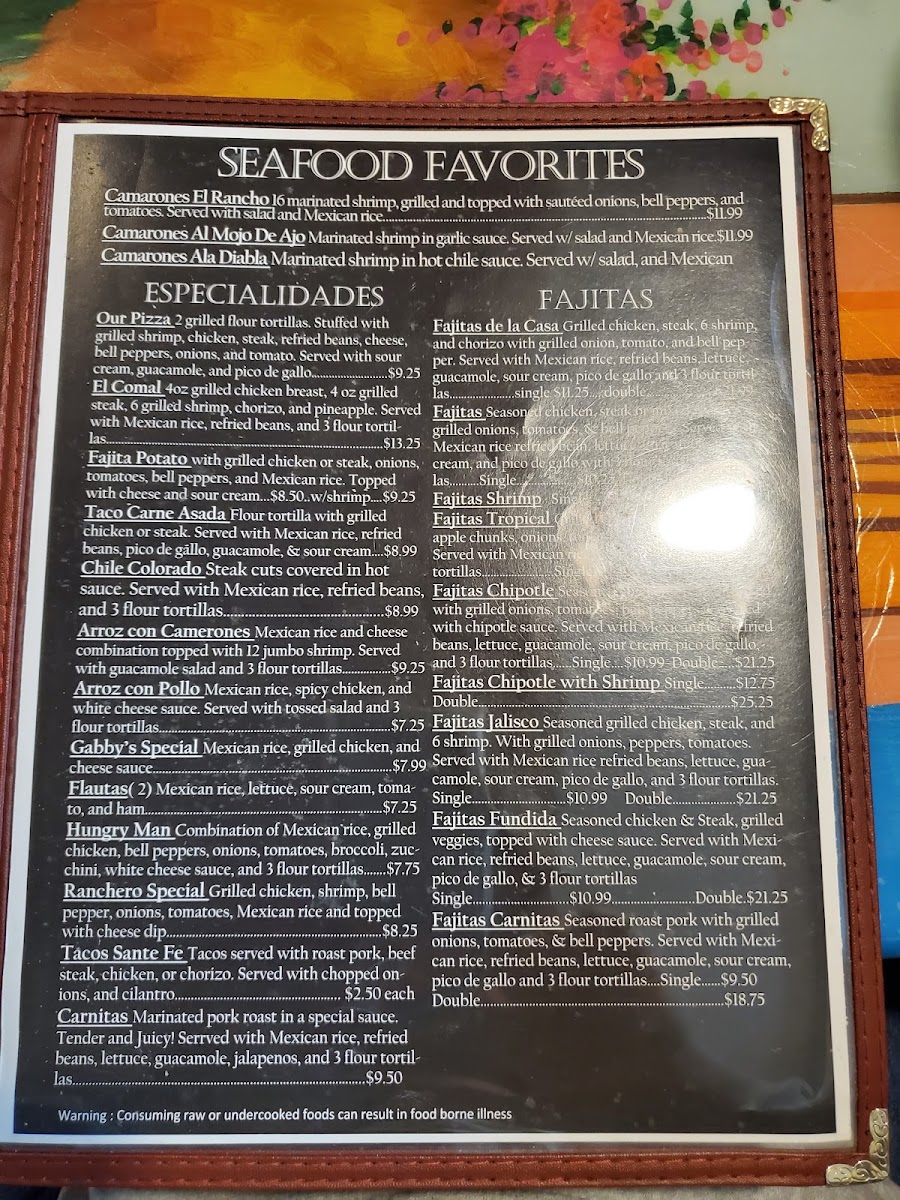 SEAFOOD FAVORITES
Camarones El Rancho 16 marinated shrimp, grilled and topped with sautéed onions, bell peppers, and
tomatoes. Served with salad and Mexican rice....$11.99
Camarones Al Mojo De Ajo Marinated shrimp in garlic sauce. Served w/ salad and Mexican rice.$11.99
Camarones Ala Diabla Marinated shrimp in hot chile sauce. Served w/ salad, and Mexican
ESPECIALIDADES
Our Pizza 2 grilled flour tortillas. Stuffed with
grilled shrimp, chicken, steak, refried beans, cheese,
bell peppers, onions, and tomato. Served with sour
cream, guacamole, and pico de gallo....$9.25
El Comal 4oz grilled chicken breast, 4 oz grilled
steak, 6 grilled shrimp, chorizo, and pineapple. Served
with Mexican rice, refried beans, and 3 flour tortil-
las....$13.25
Fajita Potato with grilled chicken or steak, onions,
tomatoes, bell peppers, and Mexican rice. Topped
with cheese and sour cream...$8.50..w/shrimp....$9.25
Taco Carne Asada Flour tortilla with grilled
chicken or steak. Served with Mexican rice, refried
beans, pico de gallo, guacamole, & sour cream....$8.99
Chile Colorado Steak cuts covered in hot
sauce. Served with Mexican rice, refried beans,
and 3 flour tortillas....$8.99
Arroz con Camerones Mexican rice and cheese
combination topped with 12 jumbo shrimp. Served
with guacamole salad and 3 flour tortillas....$9.25
Arroz con Pollo Mexican rice, spicy chicken, and
white cheese sauce. Served with tossed salad and 3
flour tortillas....$7.25
Gabby's Special Mexican rice, grilled chicken, and
cheese sauce....$7.99
Flautas( 2) Mexican rice, lettuce, sour cream, toma-
to, and ham....$7.25
Hungry Man Combination of Mexican rice, grilled
chicken, bell peppers, onions, tomatoes, broccoli, zuc-
chini, white cheese sauce, and 3 flour tortillas.......$7.75
Ranchero Special Grilled chicken, shrimp, bell
pepper, onions, tomatoes, Mexican rice and topped
with cheese dip....$8.25
Tacos Sante Fe Tacos served with roast pork, beef
steak, chicken, or chorizo. Served with chopped on-
ions, and cilantro.... $2.50 each
Carnitas Marinated pork roast in a special sauce.
Tender and Juicy! Serrved with Mexican rice, refried
beans, lettuce, guacamole, jalapenos, and 3 flour tortil-
las....$9.50
FAJITAS
Fajitas de la Casa Grilled chicken, steak, 6 shrimp,
and chorizo with grilled onion, tomato, and bell pep-
per. Served with Mexican rice, refried beans, lettuce,
guacamole, sour cream, pico de gallo and 3 flour tortil
las....single $11.25....double
Fajitas Seasoned chicken, steak or
grilled onions, tomatoes, & bell Served
Mexican rice refried bean, lettuce
cream, and pico de gallo with
las.........Single
Fajitas Shrimp
Fajitas Tropical
apple chunks, onions
Served with Mexican
tortillas....
Fajitas Chipotle
with grilled onions, tomatoes,
with chipotle sauce. Served with Mexican rice, refried
beans, lettuce, guacamole, sour cream, pico de gallo,
and 3 flour tortillas,.....Single....$10.99 Double....$21.25
Fajitas Chipotle with Shrimp Single.........$12.75
Double....$25.25
Fajitas Jalisco Seasoned grilled chicken, steak, and
6 shrimp. With grilled onions, peppers, tomatoes.
Served with Mexican rice refried beans, lettuce, gua-
camole, sour cream, pico de gallo, and 3 flour tortillas.
Single....$10.99 Double....$21.25
Fajitas Fundida Seasoned chicken & Steak, grilled
veggies, topped with cheese sauce. Served with Mexi-
can rice, refried beans, lettuce, guacamole, sour cream,
pico de gallo, & 3 flour tortillas
Single....$10.99....Double.$21.25
Fajitas Carnitas Seasoned roast pork with grilled
onions, tomatoes, & bell peppers. Served with Mexi-
can rice, refried beans, lettuce, guacamole, sour cream,
pico de gallo and 3 flour tortillas....Single......$9.50
Double....$18.75
Warning : Consuming raw or undercooked foods can result in food borne illness